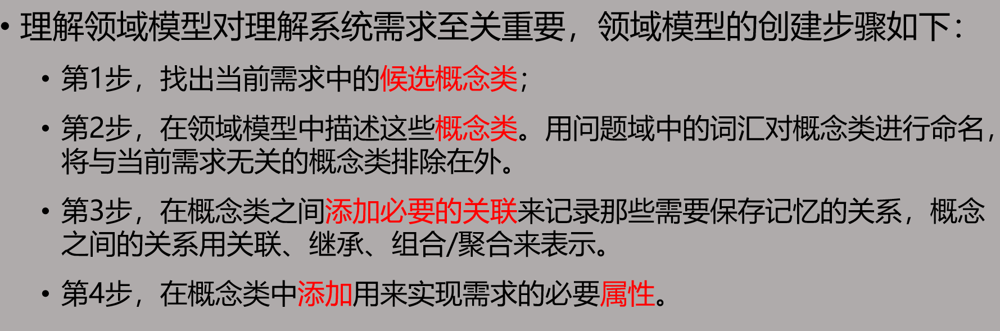 • 理解领域模型对理解系统需求至关重要，领域模型的创建步骤如下：
• 第1步，找出当前需求中的候选概念类；
• 第2步，在领域模型中描述这些概念类。用问题域中的词汇对概念类进行命名，
将与当前需求无关的概念类排除在外。
• 第3步，在概念类之间添加必要的关联来记录那些需要保存记忆的关系，概念
之间的关系用关联、继承、组合/聚合来表示。
• 第4步，在概念类中添加用来实现需求的必要属性。